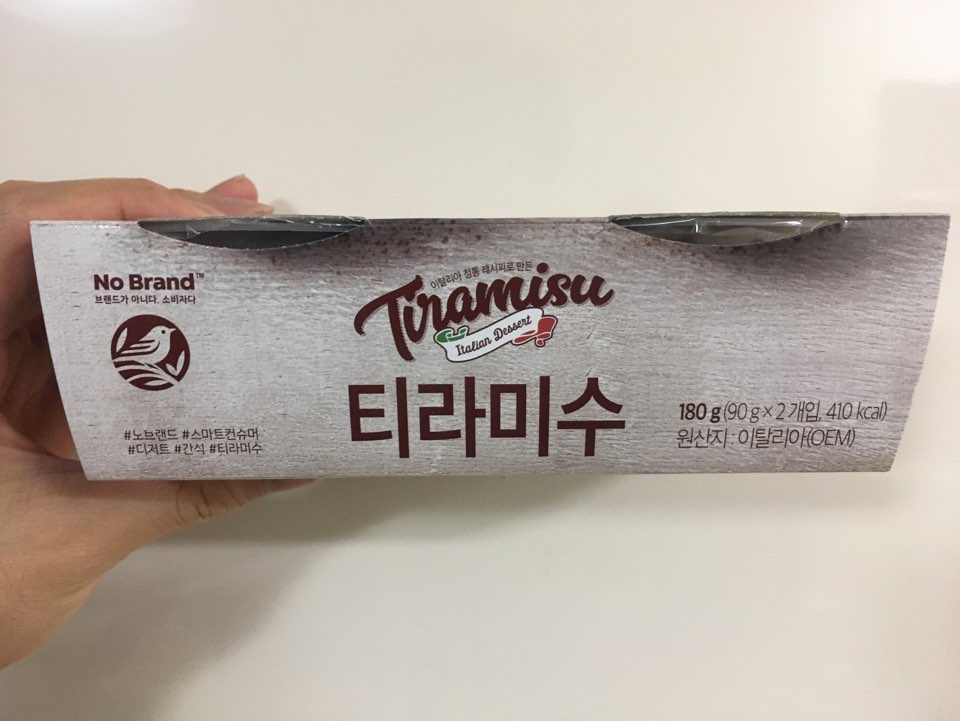 No Brand™
브랜드가 아니다. 소비자다
#노브랜드 #스마트컨슈머
#디저트 #간식 #티라미수
이탈리아 정통 레시피로 만든
Tiramisu
Italian Dessert
티라미수
180 g (90 g × 2 개입, 410 kcal)
원산지 : 이탈리아(OEM)